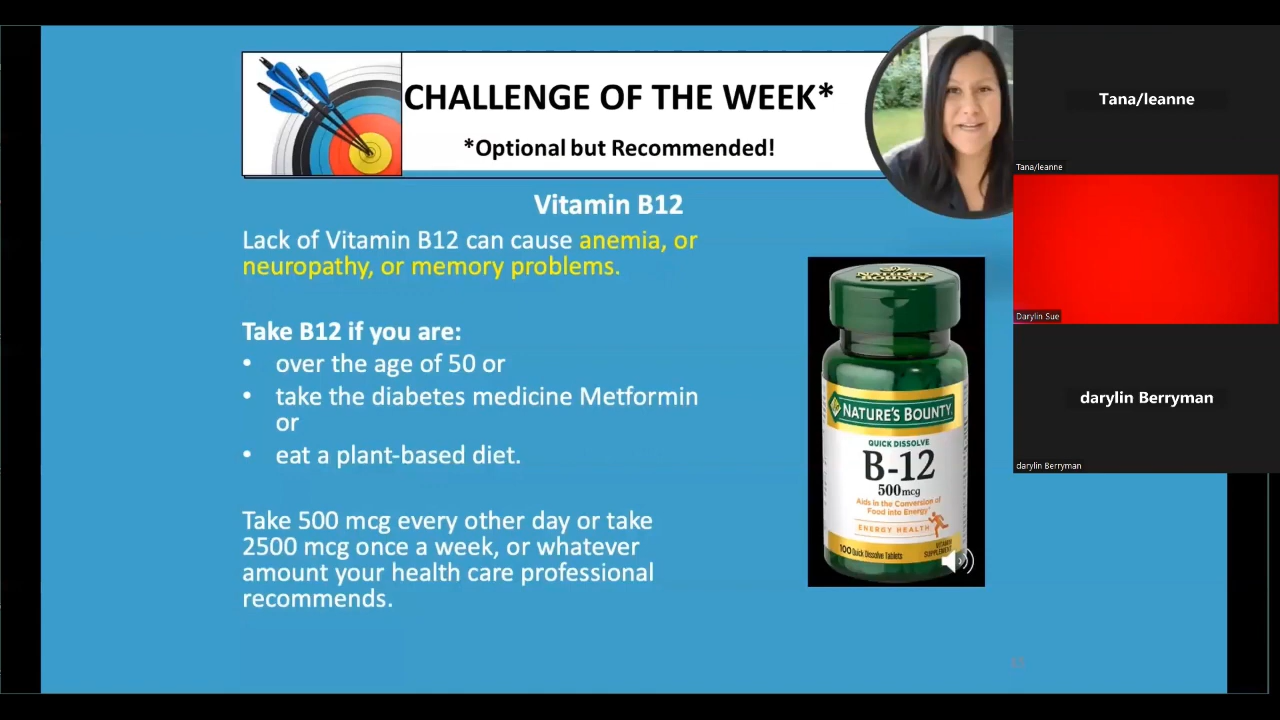 CHALLENGE OF THE WEEK*
*Optional but Recommended!
Vitamin B12
Lack of Vitamin B12 can cause anemia, or
neuropathy, or memory problems.
Take B12 if you are:
• over the age of 50 or
• take the diabetes medicine Metformin
or
• eat a plant-based diet.
Take 500 mcg every other day or take
2500 mcg once a week, or whatever
amount your health care professional
recommends.
NATURE'S BOUNTY
NATURE'S BOUNTY
QUICK DISSOLVE
B-12
500mcg
Aids in the Conversion of
Food into Energy*
ENERGY HEALTH
100 Quick Dissolve Tablets
VITAMIN
SUPPLEMENT
Tana/leanne
Tana/leanne
Darylin Sue
darylin Berryman
darylin Berryman